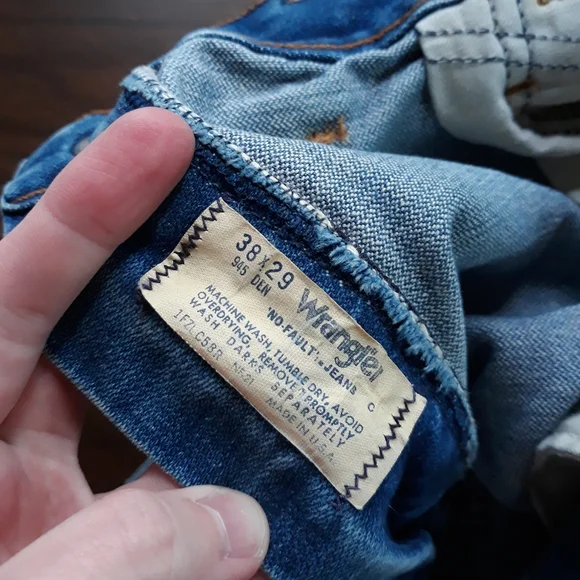 38 X 29
945 DEN
Wrangler
"NO-FAULT" JEANS C
MACHINE WASH, TUMBLE DRY, AVOID
OVERDRYING, REMOVE PROMPTLY
WASH DARKS SEPARATELY
MADE IN U.S.A.